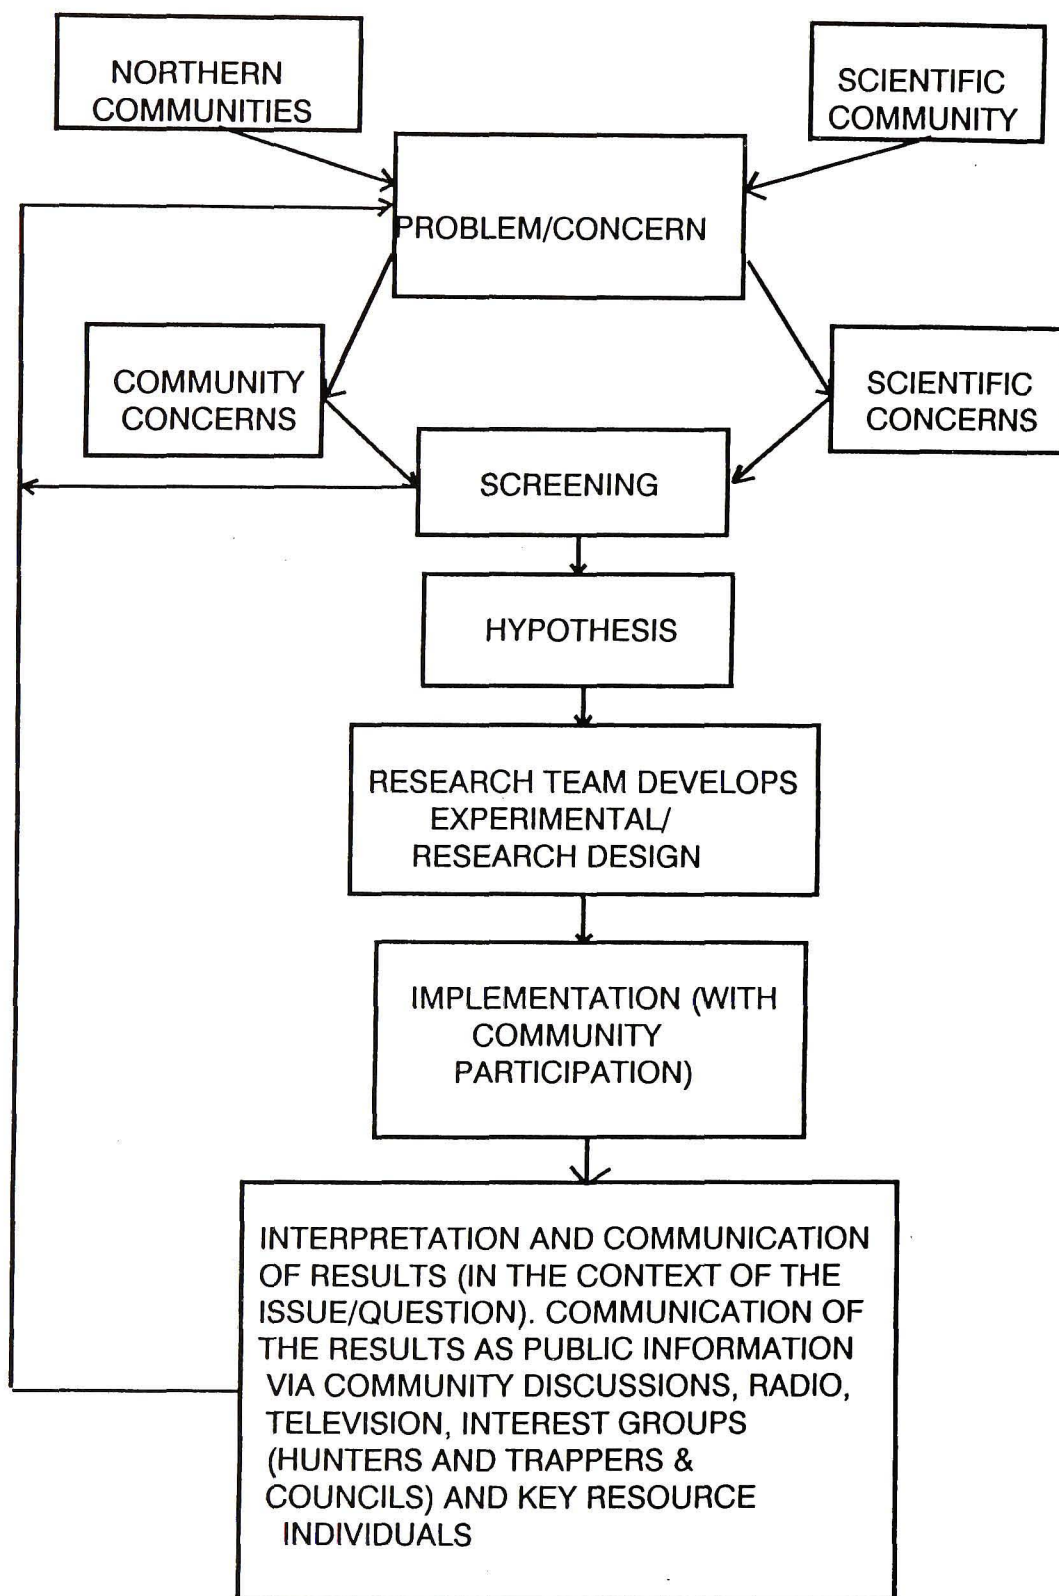 NORTHERN
COMMUNITIES
SCIENTIFIC
COMMUNITY
PROBLEM/CONCERN
COMMUNITY
CONCERNS
SCIENTIFIC
CONCERNS
SCREENING
HYPOTHESIS
RESEARCH TEAM DEVELOPS
EXPERIMENTAL/
RESEARCH DESIGN
IMPLEMENTATION (WITH
COMMUNITY
PARTICIPATION)
INTERPRETATION AND COMMUNICATION
OF RESULTS (IN THE CONTEXT OF THE
ISSUE/QUESTION). COMMUNICATION OF
THE RESULTS AS PUBLIC INFORMATION
VIA COMMUNITY DISCUSSIONS, RADIO,
TELEVISION, INTEREST GROUPS
(HUNTERS AND TRAPPERS &
COUNCILS) AND KEY RESOURCE
INDIVIDUALS